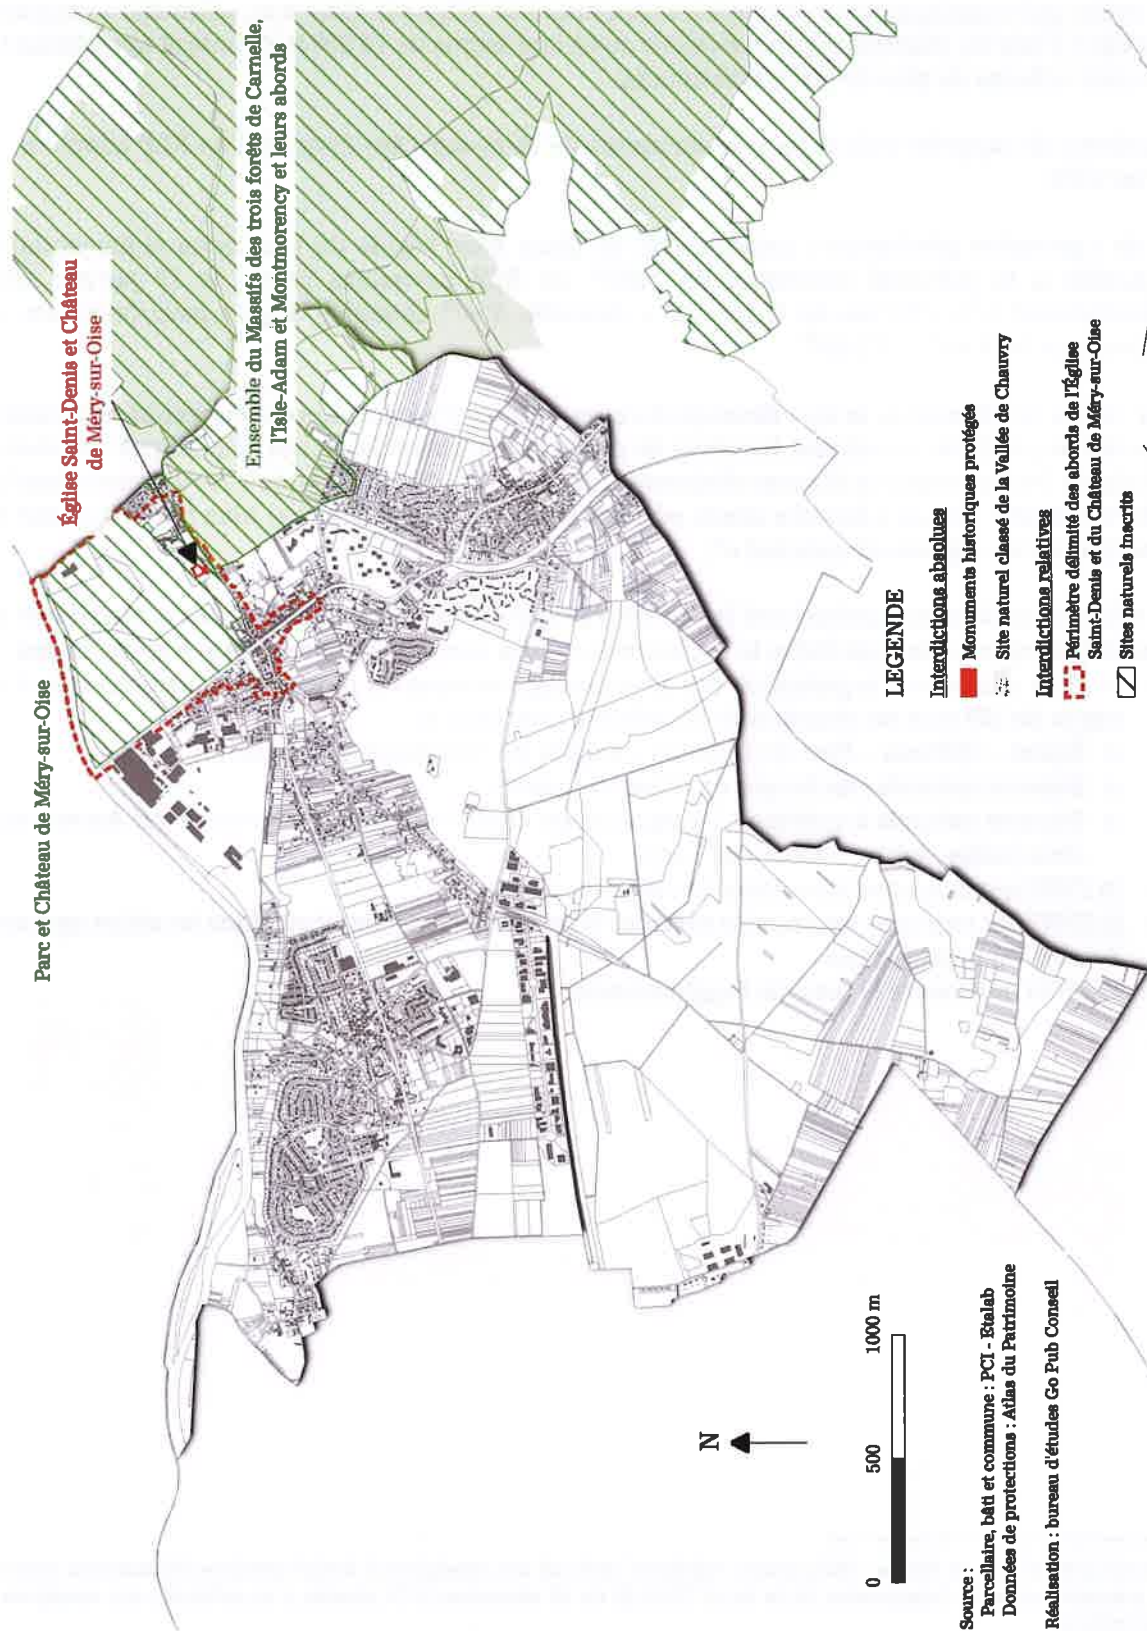 Parc et Château de Méry-sur-Oise
Église Saint-Denis et Château
de Méry-sur-Oise
Ensemble du Massifs des trois forêts de Carnelle,
l'Isle-Adam et Montmorency et leurs abords
N
0 500 1000 m
Source :
Parcellaire, bâti et commune : PCI - Etalab
Données de protections : Atlas du Patrimoine
Réalisation : bureau d'études Go Pub Conseil
LEGENDE
Interdictions absolues
Monuments historiques protégés
Site naturel classé de la Vallée de Chauvry
Interdictions relatives
Périmètre délimité des abords de l'Église
Saint-Denis et du Château de Méry-sur-Oise
Sites naturels inscrits